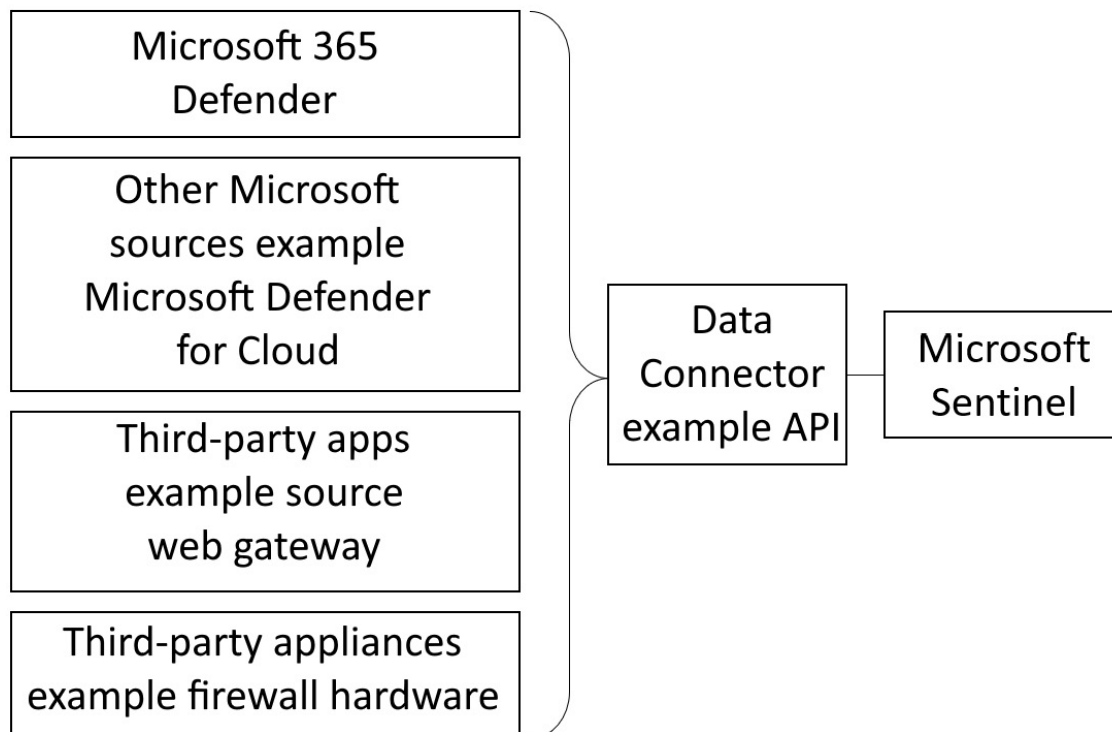 Microsoft 365
Defender
Other Microsoft
sources example
Microsoft Defender
for Cloud
Third-party apps
example source
web gateway
Third-party appliances
example firewall hardware
Data
Connector
example API
Microsoft
Sentinel